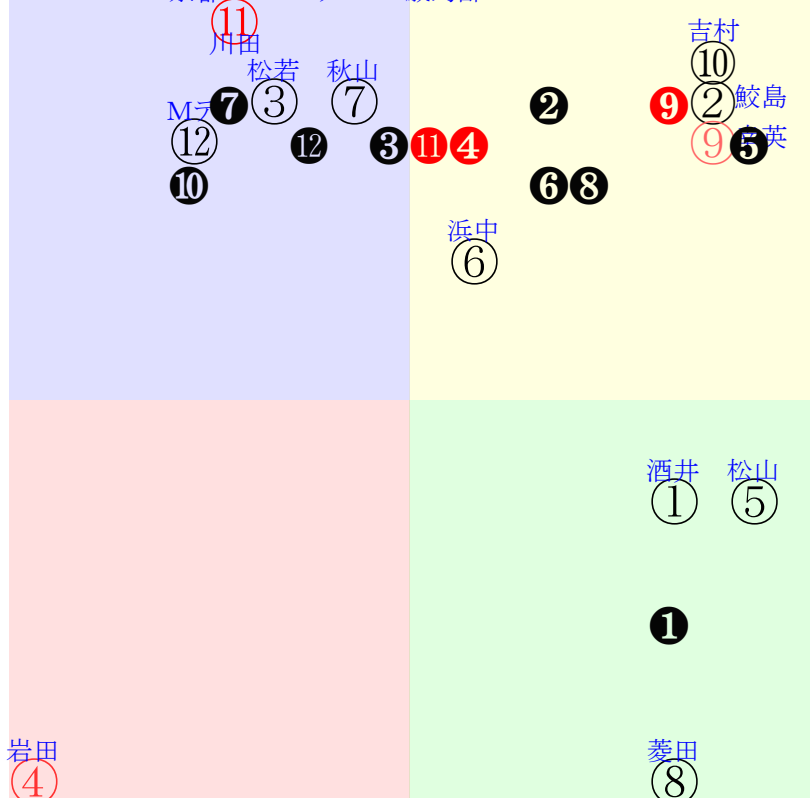 ⑪
川田
吉村
松若
秋山
⑩
Mデ
❼
③
⑦
❷
❾
②
鮫島
⑫
⓬
❸
⓫
❹
⑨
❺
英
❿
❻
❽
浜中
⑥
酒井
松山
①
⑤
❶
岩田
菱田
④
⑧